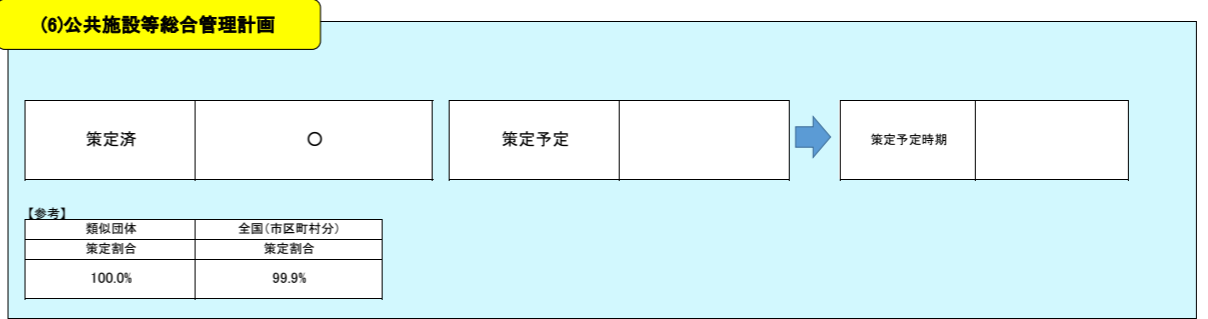 (6)公共施設等総合管理計画
策定済 ○ 策定予定 策定予定時期
【参考】
類似団体 全国(市区町村分)
策定割合 策定割合
100.0% 99.9%